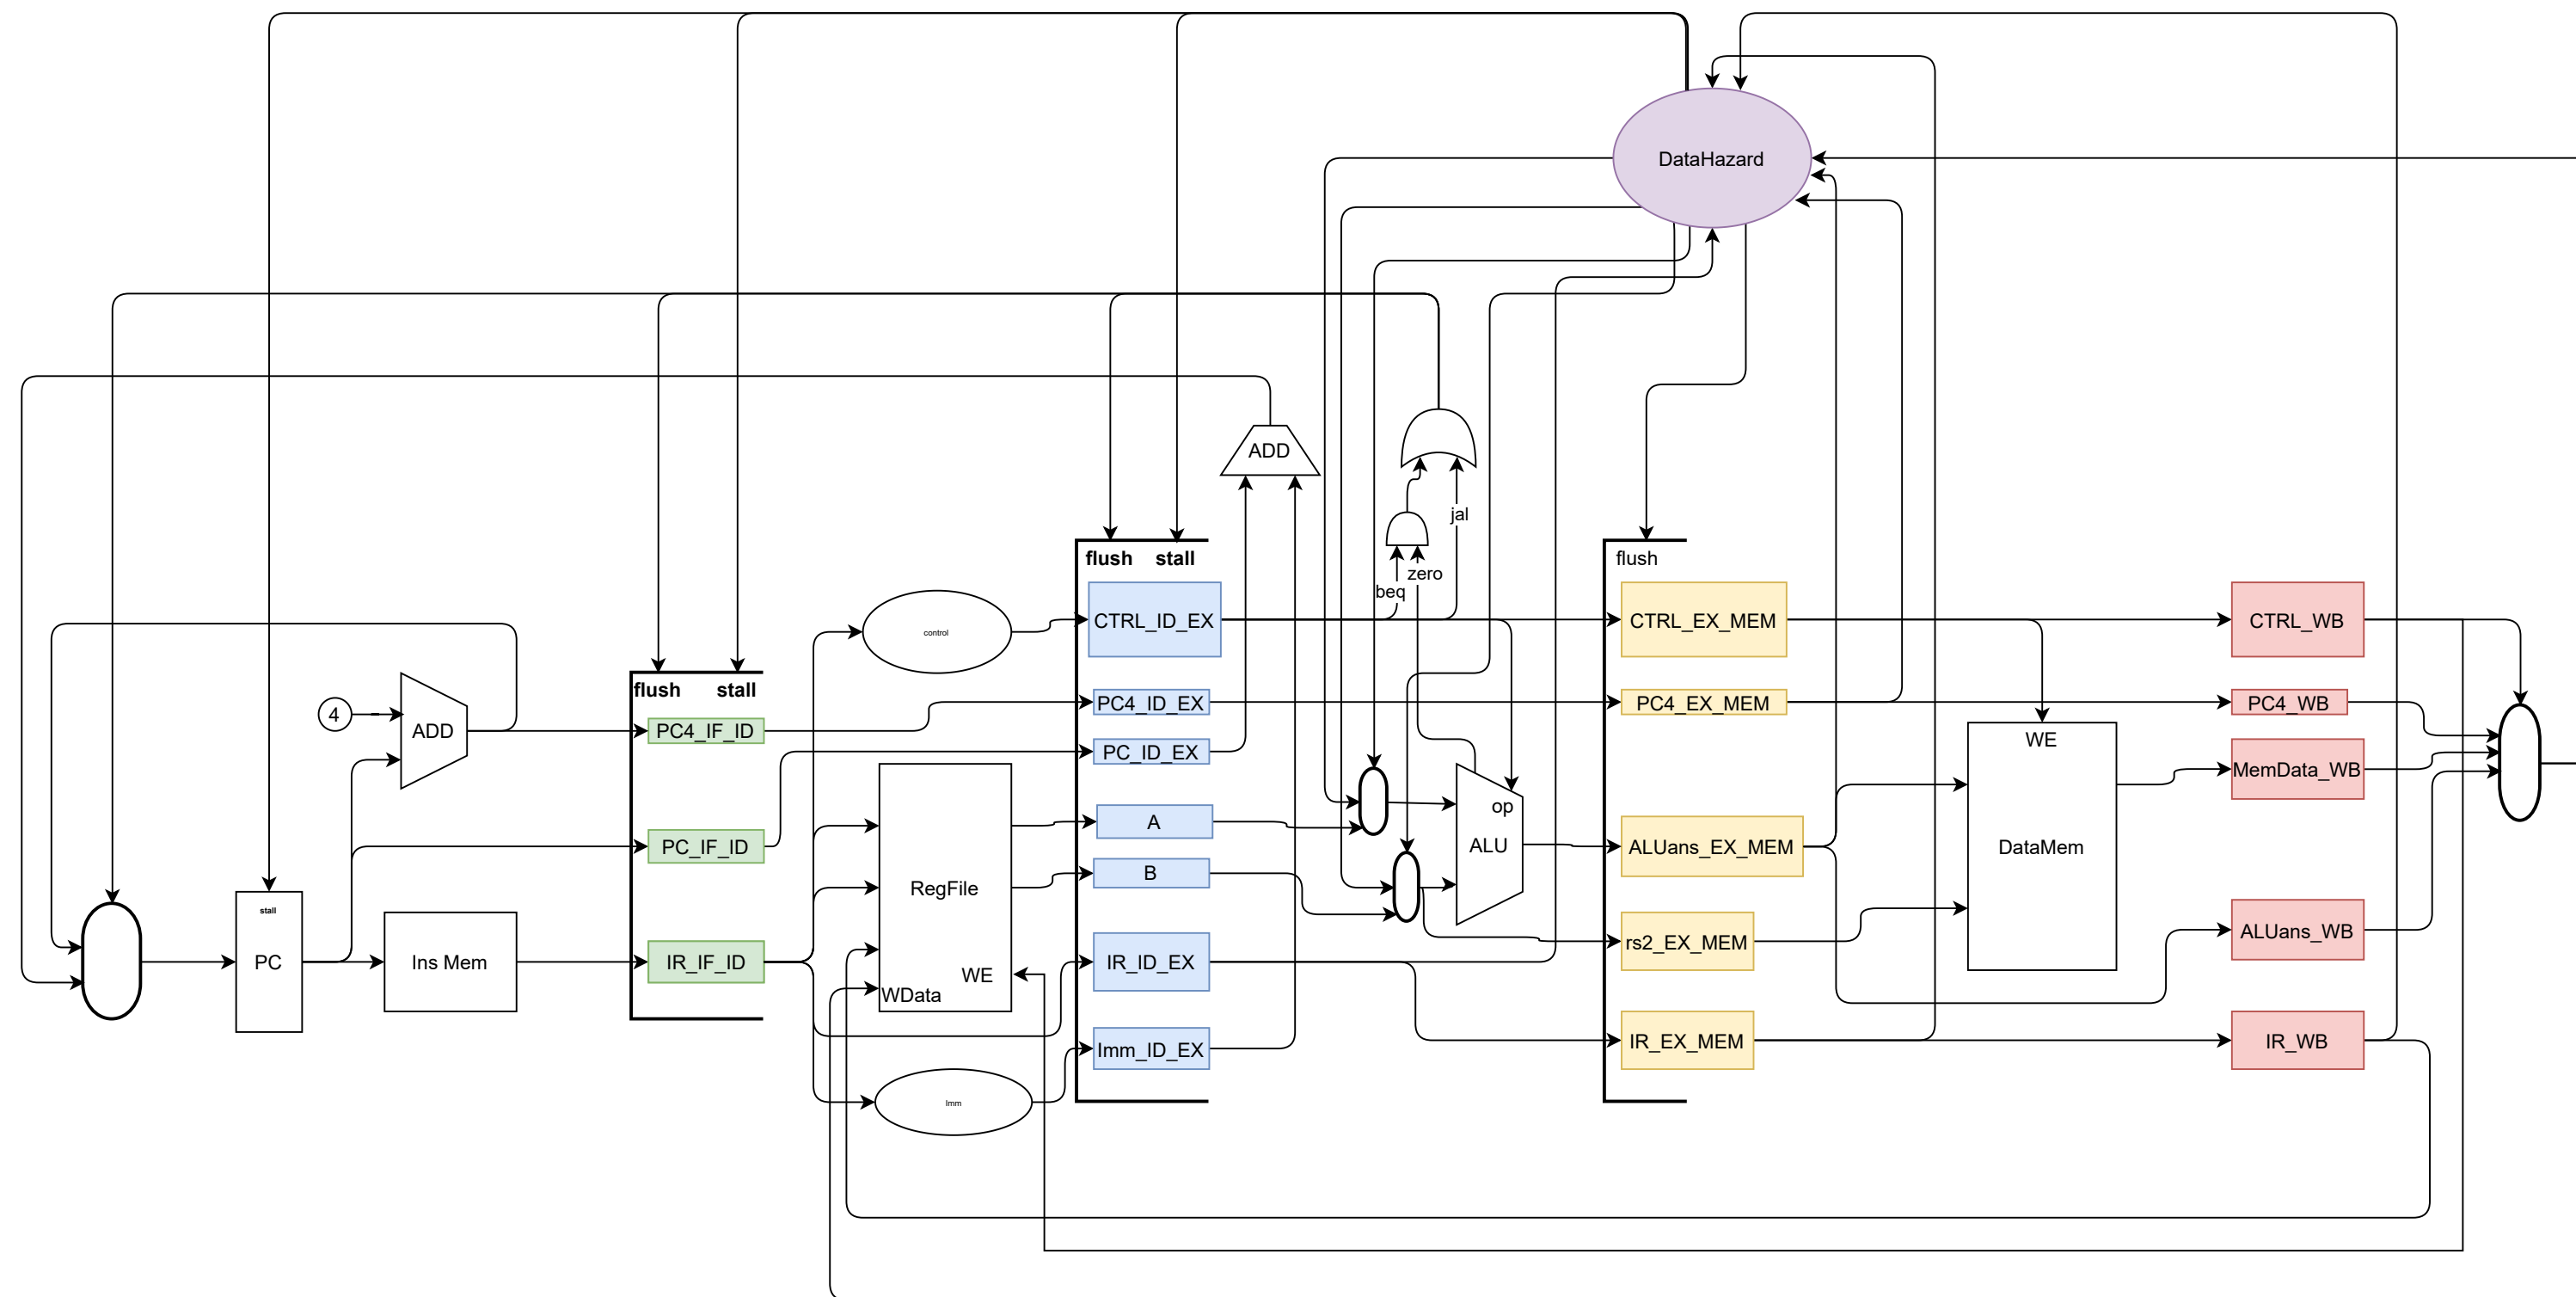 DataHazard
ADD
jal
zero
beq
flush stall
flush
CTRL_ID_EX
CTRL_EX_MEM
CTRL_WB
control
flush stall
4
ADD
PC4_IF_ID
PC4_ID_EX
PC4_EX_MEM
PC4_WB
PC_ID_EX
WE
MemData_WB
op
A
PC_IF_ID
ALU
ALUans_EX_MEM
DataMem
B
RegFile
stall
PC
Ins Mem
IR_IF_ID
WE
WData
IR_ID_EX
rs2_EX_MEM
ALUans_WB
Imm_ID_EX
IR_EX_MEM
IR_WB
Imm